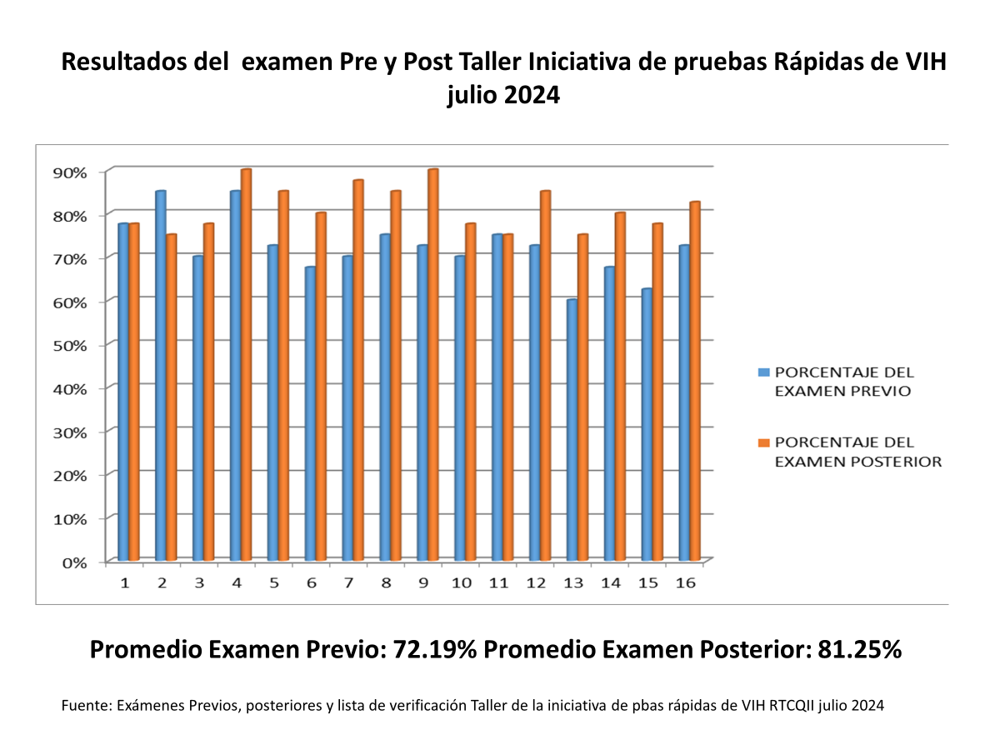 Resultados del  examen Pre y Post Taller Iniciativa de pruebas Rápidas de VIH
julio 2024
90%
80%
70%
60%
50%
40%
30%
20%
10%
0%
1 2 3 4 5 6 7 8 9 10 11 12 13 14 15 16
PORCENTAJE DEL
EXAMEN PREVIO
PORCENTAJE DEL
EXAMEN POSTERIOR
Promedio Examen Previo: 72.19% Promedio Examen Posterior: 81.25%
Fuente: Exámenes Previos, posteriores y lista de verificación Taller de la iniciativa de pbas rápidas de VIH RTCQII julio 2024